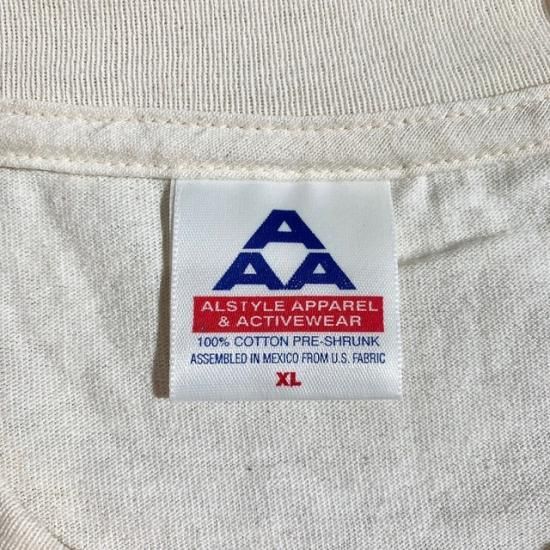 A
AAA
ALSTYLE APPAREL
& ACTIVEWEAR
100% COTTON PRE-SHRUNK
ASSEMBLED IN MEXICO FROM U.S. FABRIC
XL